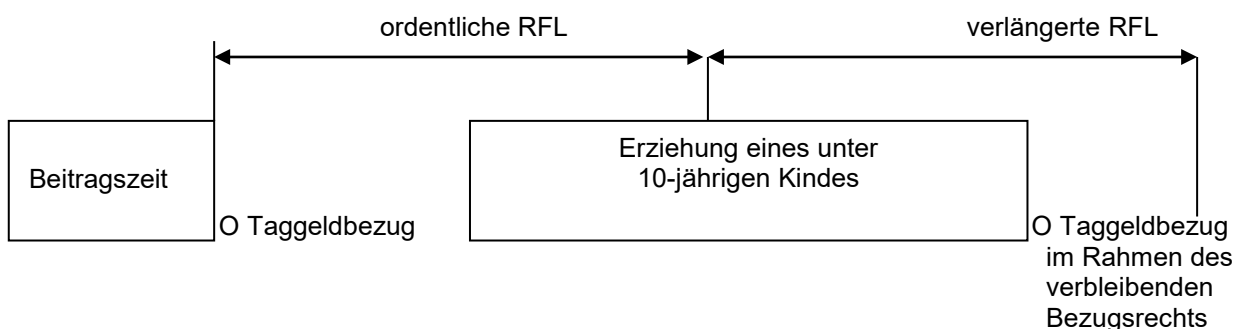 ordentliche RFL
verlängerte RFL
Beitragszeit
O Taggeldbezug
Erziehung eines unter
10-jährigen Kindes
O Taggeldbezug
im Rahmen des
verbleibenden
Bezugsrechts